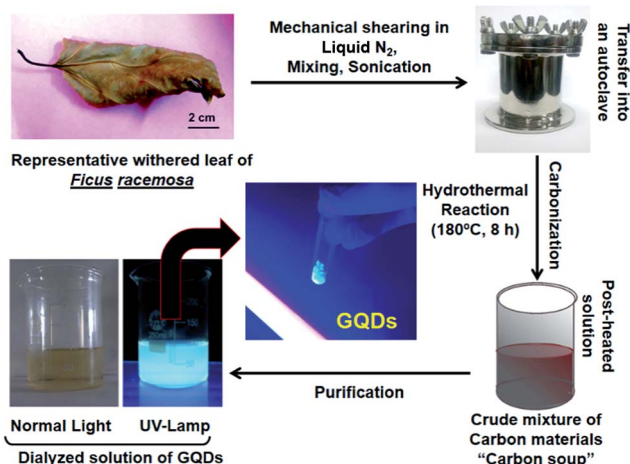 Mechanical shearing in
Liquid N2,
Mixing, Sonication
Transfer into
an autoclave
2 cm
Representative withered leaf of
Ficus racemosa
Hydrothermal
Reaction
(180ºC, 8 h)
Carbonization
GQDs
Post-heated
solution
150
Purification
Normal Light
UV-Lamp
Dialyzed solution of GQDs
Crude mixture of
Carbon materials
“Carbon soup”